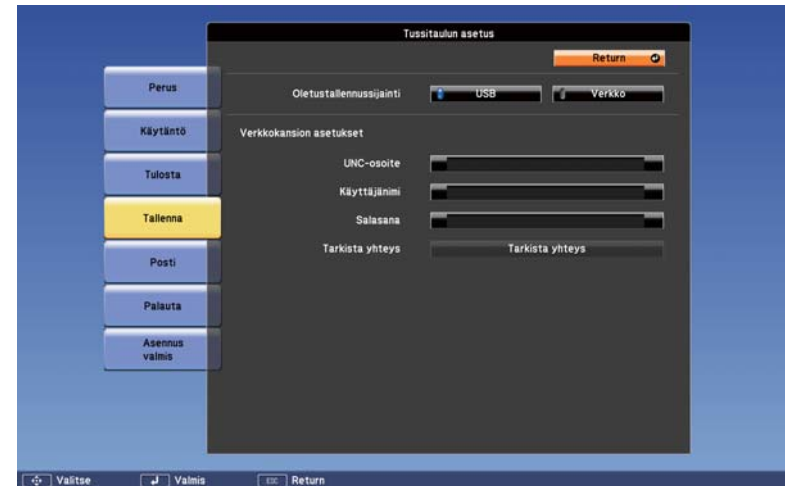 Tussitaulun asetus
Return
Perus
Oletustallennussijainti
USB
Verkko
Käytäntö
Verkkokansion asetukset
UNC-osoite
Tulosta
Käyttäjänimi
Tallenna
Salasana
Tarkista yhteys
Tarkista yhteys
Posti
Palauta
Asennus
valmis
Valitse
Valmis
ESC Return